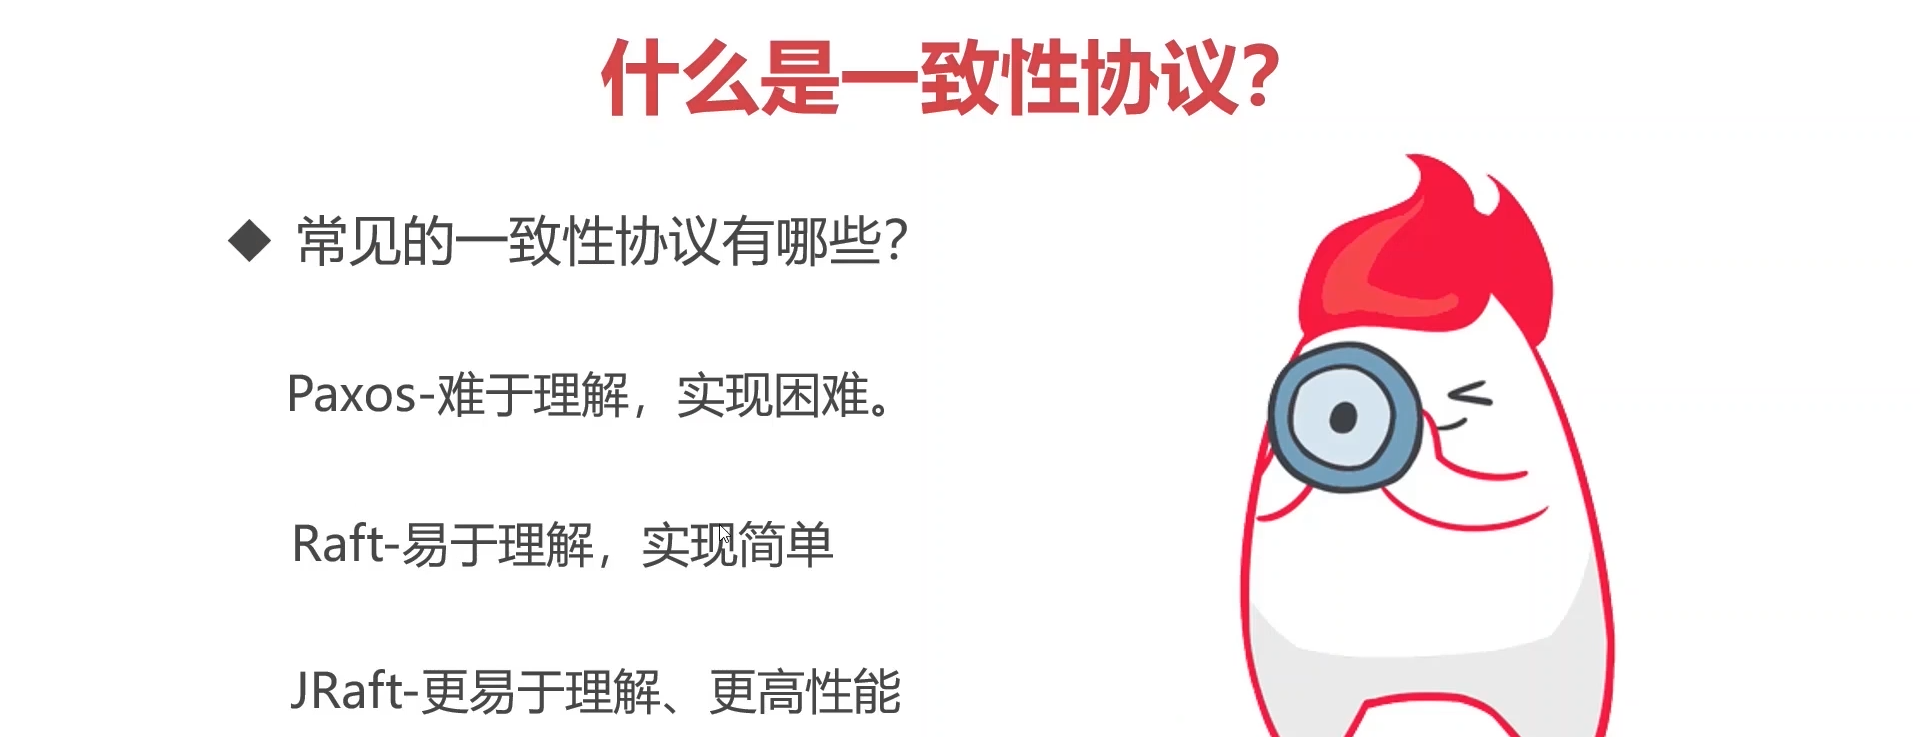 什么是一致性协议?
◆ 常见的一致性协议有哪些?
Paxos-难于理解，实现困难。
Raft-易于理解，实现简单
JRaft-更易于理解、更高性能